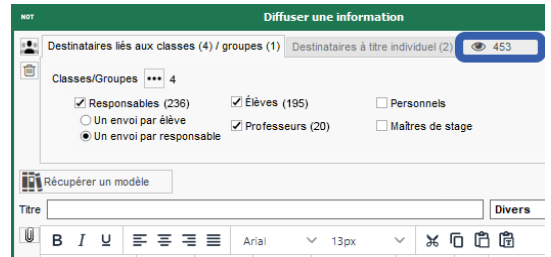 NOT Diffuser une information
Destinataires liés aux classes (4) / groupes (1) Destinataires à titre individuel (2) 453
Classes/Groupes ••• 4
Responsables (236) Élèves (195) Personnels
Un envoi par élève
Un envoi par responsable Professeurs (20) Maîtres de stage
Récupérer un modèle
Titre Divers
B I U Arial 13px